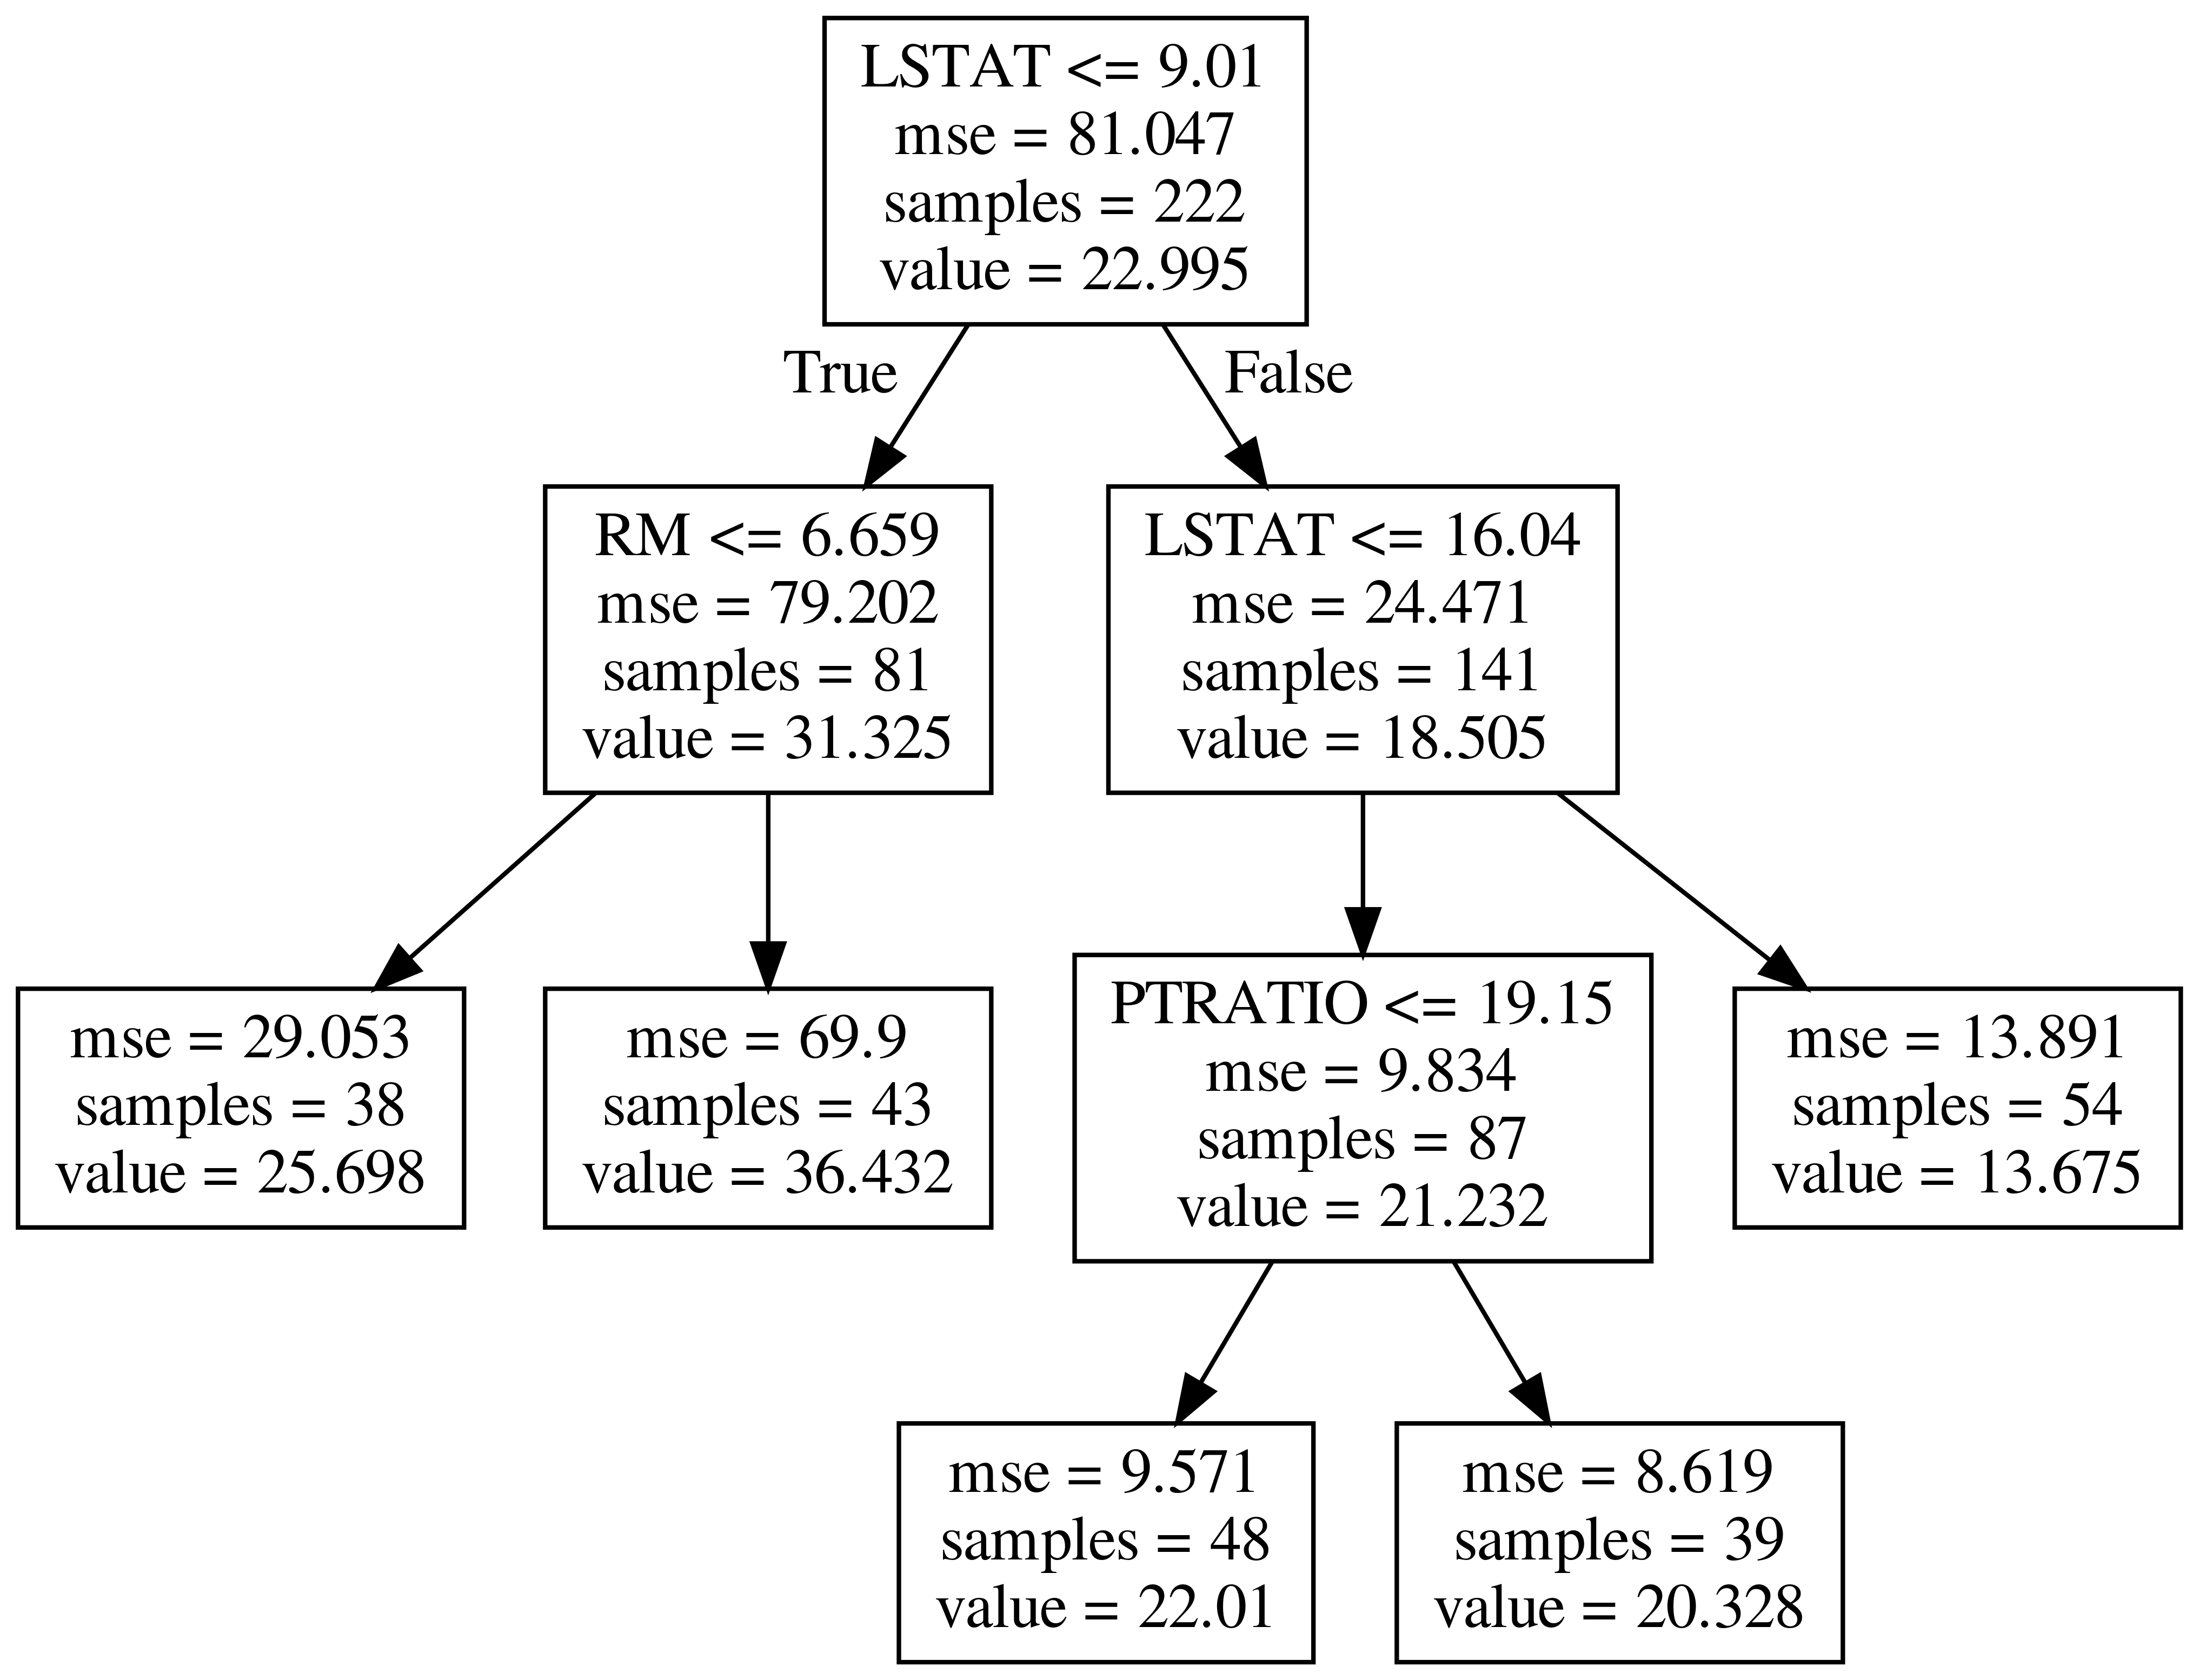 LSTAT <= 9.01
mse = 81.047
samples = 222
value = 22.995
True
False
RM <= 6.659
mse = 79.202
samples = 81
value = 31.325
LSTAT <= 16.04
mse = 24.471
samples = 141
value = 18.505
mse = 29.053
samples = 38
value = 25.698
mse = 69.9
samples = 43
value = 36.432
PTRATIO <= 19.15
mse = 9.834
samples = 87
value = 21.232
mse = 13.891
samples = 54
value = 13.675
mse = 9.571
samples = 48
value = 22.01
mse = 8.619
samples = 39
value = 20.328